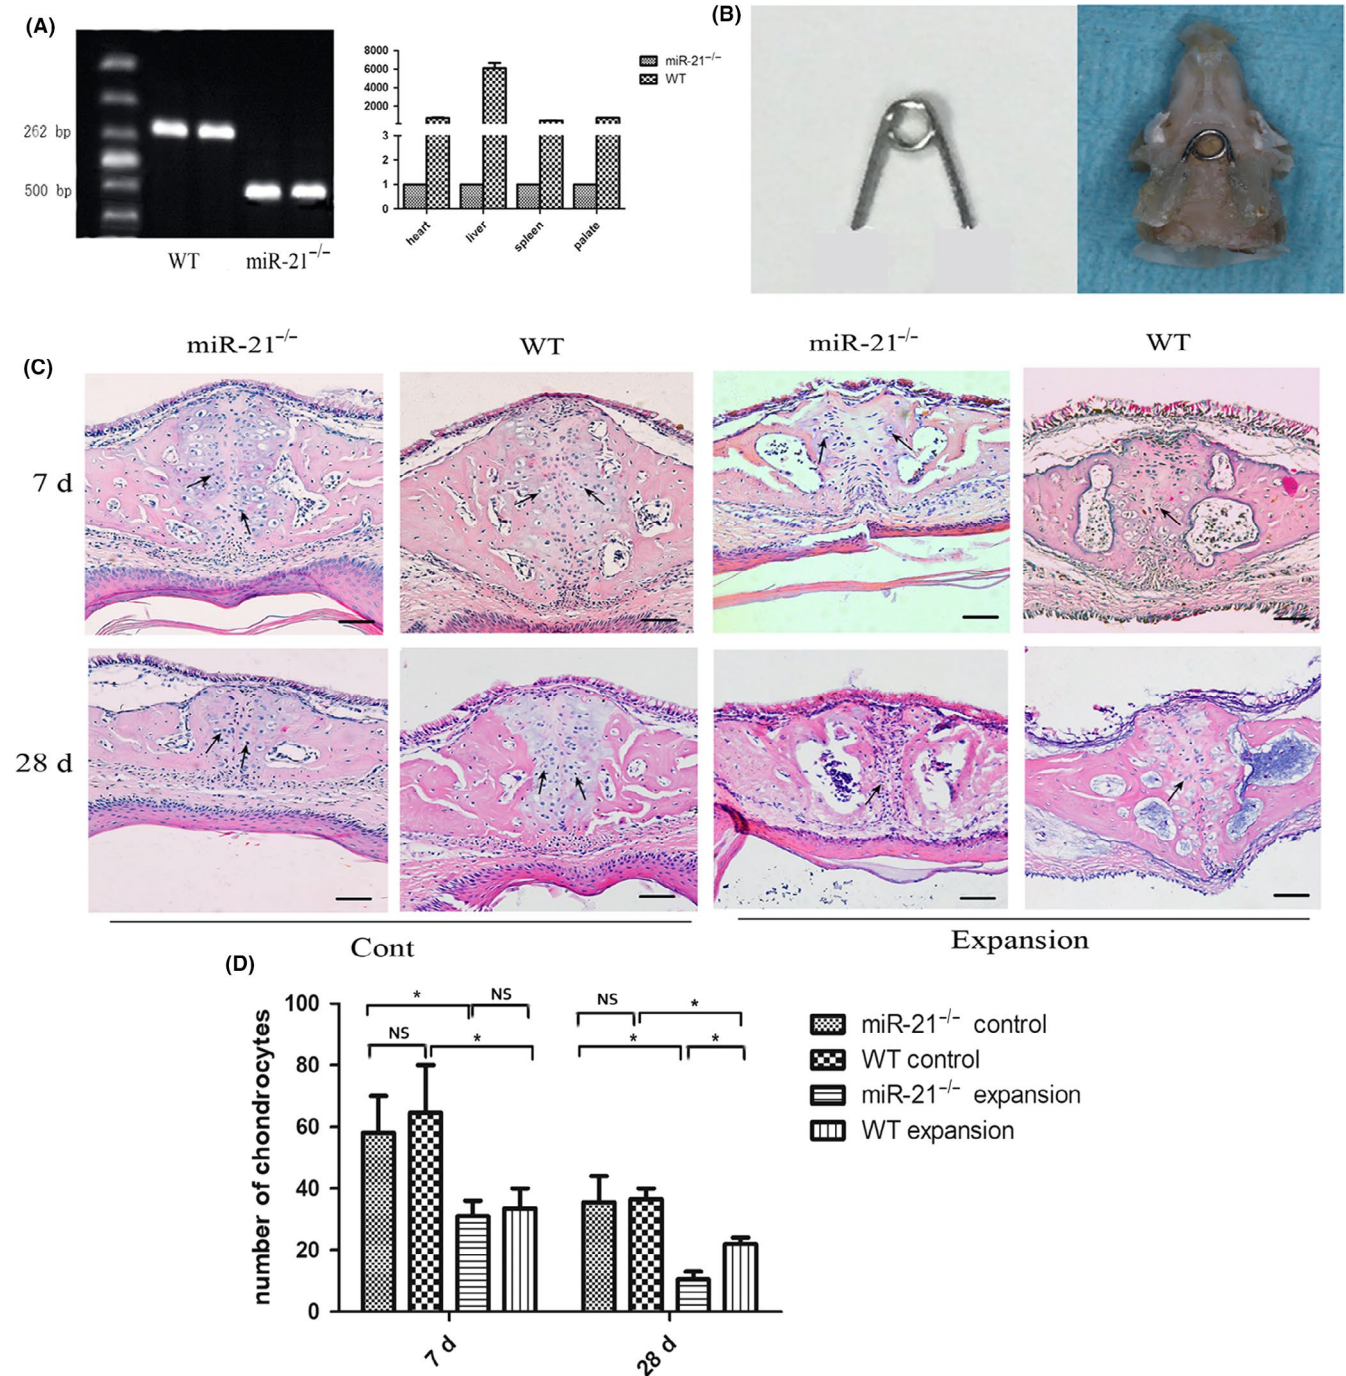 (A)
262 bp
500 bp
WT
miR-21−/−
8000
6000
4000
2000
3
2
1
0
heart
liver
spleen
palate
miR-21−/−
WT
(B)
(C)
miR-21−/−
WT
miR-21−/−
WT
7 d
28 d
Cont
Expansion
(D)
number of chondrocytes
100
80
60
40
20
0
*
NS
NS
*
NS
*
*
*
7 d
28 d
miR-21−/− control
WT control
miR-21−/− expansion
WT expansion